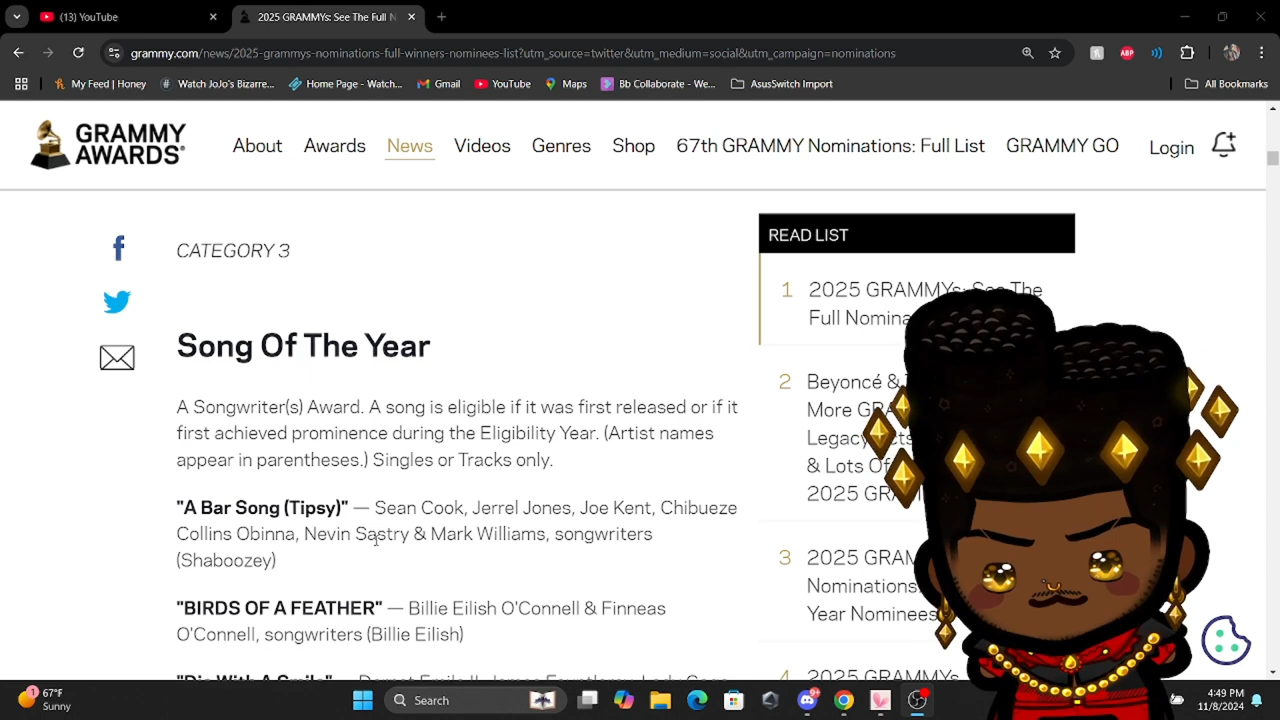 (13) YouTube
2025 GRAMMYs: See The Full N
grammy.com/news/2025-grammys-nominations-full-winners-nominees-list?utm_source=twitter&utm_medium=social&utm_campaign=nominations
ABP
My Feed | Honey
Watch JoJo's Bizarre...
Home Page - Watch...
Gmail
YouTube
Maps
Bb Collaborate - We...
AssSwitch Import
All Bookmarks
GRAMMY
AWARDS
About
Awards
News
Videos
Genres
Shop
67th GRAMMY Nominations: Full List
GRAMMY GO
Login
CATEGORY 3
Song Of The Year
A Songwriter(s) Award. A song is eligible if it was first released or if it
first achieved prominence during the Eligibility Year. (Artist names
appear in parentheses.) Singles or Tracks only.
"A Bar Song (Tipsy)" — Sean Cook, Jerrel Jones, Joe Kent, Chibueze
Collins Obinna, Nevin Sastry & Mark Williams, songwriters
(Shaboozey)
"BIRDS OF A FEATHER" — Billie Eilish O'Connell & Finneas
O'Connell, songwriters (Billie Eilish)
READ LIST
1
2025 GRAMMYs: See The
Full Nomina
2
Beyoncé &
More GRA
Legacy
& Lots Of
2025 GRA
3
2025 GRAM
Nominations,
Year Nominees
4
2025 GRAMMYs
1
67°F
Sunny
Search
4:49 PM
11/8/2024